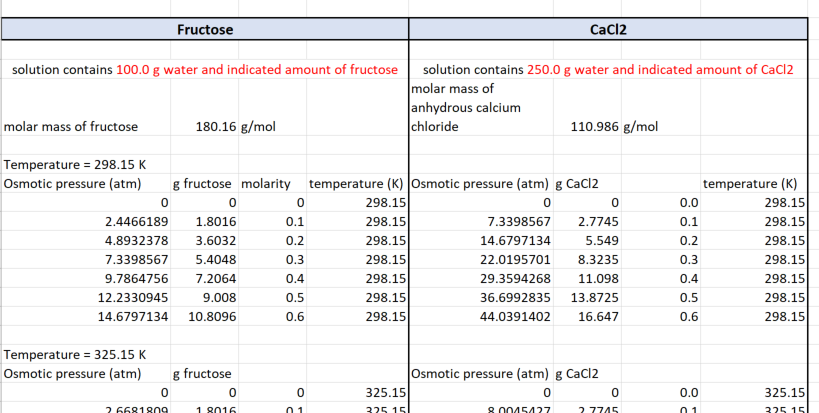 Fructose CaCl2
solution contains 100.0 g water and indicated amount of fructose solution contains 250.0 g water and indicated amount of CaCl2
molar mass of
anhydrous calcium
molar mass of fructose 180.16 g/mol chloride 110.986 g/mol
Temperature = 298.15 K
Osmotic pressure (atm) g fructose molarity temperature (K) Osmotic pressure (atm) g CaCl2 temperature (K)
0 0 0 298.15 0 0 0.0 298.15
2.4466189 1.8016 0.1 298.15 7.3398567 2.7745 0.1 298.15
4.8932378 3.6032 0.2 298.15 14.6797134 5.549 0.2 298.15
7.3398567 5.4048 0.3 298.15 22.0195701 8.3235 0.3 298.15
9.7864756 7.2064 0.4 298.15 29.3594268 11.098 0.4 298.15
12.2330945 9.008 0.5 298.15 36.6992835 13.8725 0.5 298.15
14.6797134 10.8096 0.6 298.15 44.0391402 16.647 0.6 298.15
Temperature = 325.15 K
Osmotic pressure (atm) g fructose Osmotic pressure (atm) g CaCl2
0 0 0 325.15 0 0 0.0 325.15
2.6681809 1.8016 0.1 325.15 8.0045427 2.7745 0.1 325.15